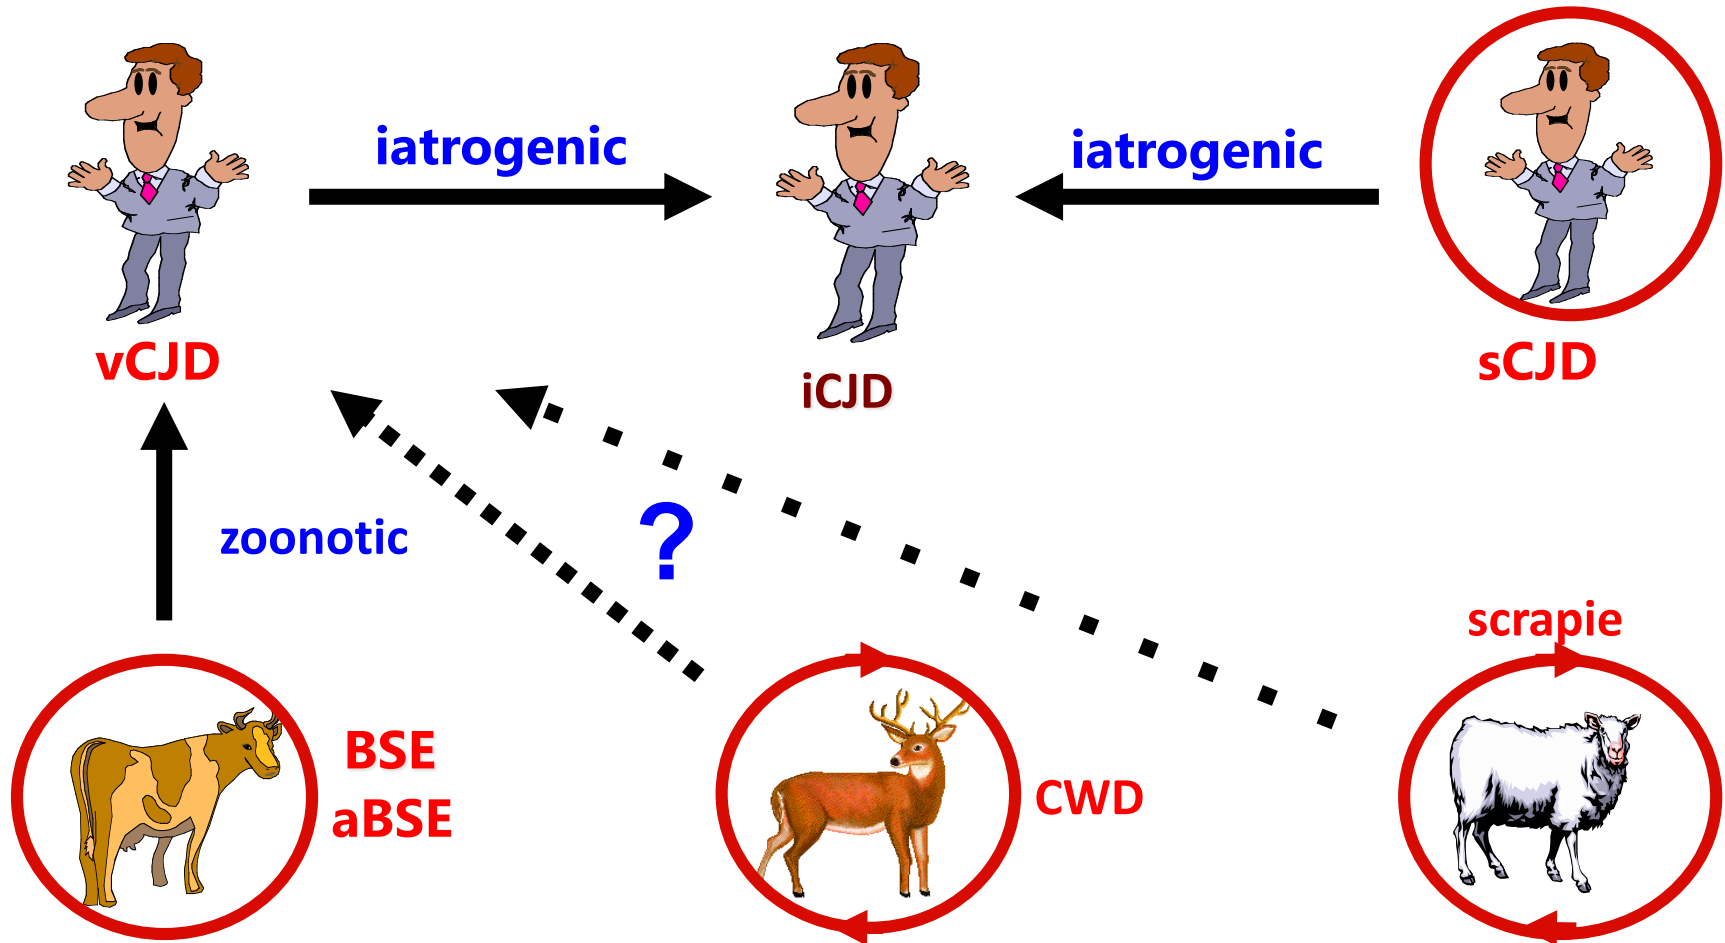 iatrogenic
iatrogenic
vCJD
iCJD
sCJD
zoonotic
?
scrapie
BSE
aBSE
CWD